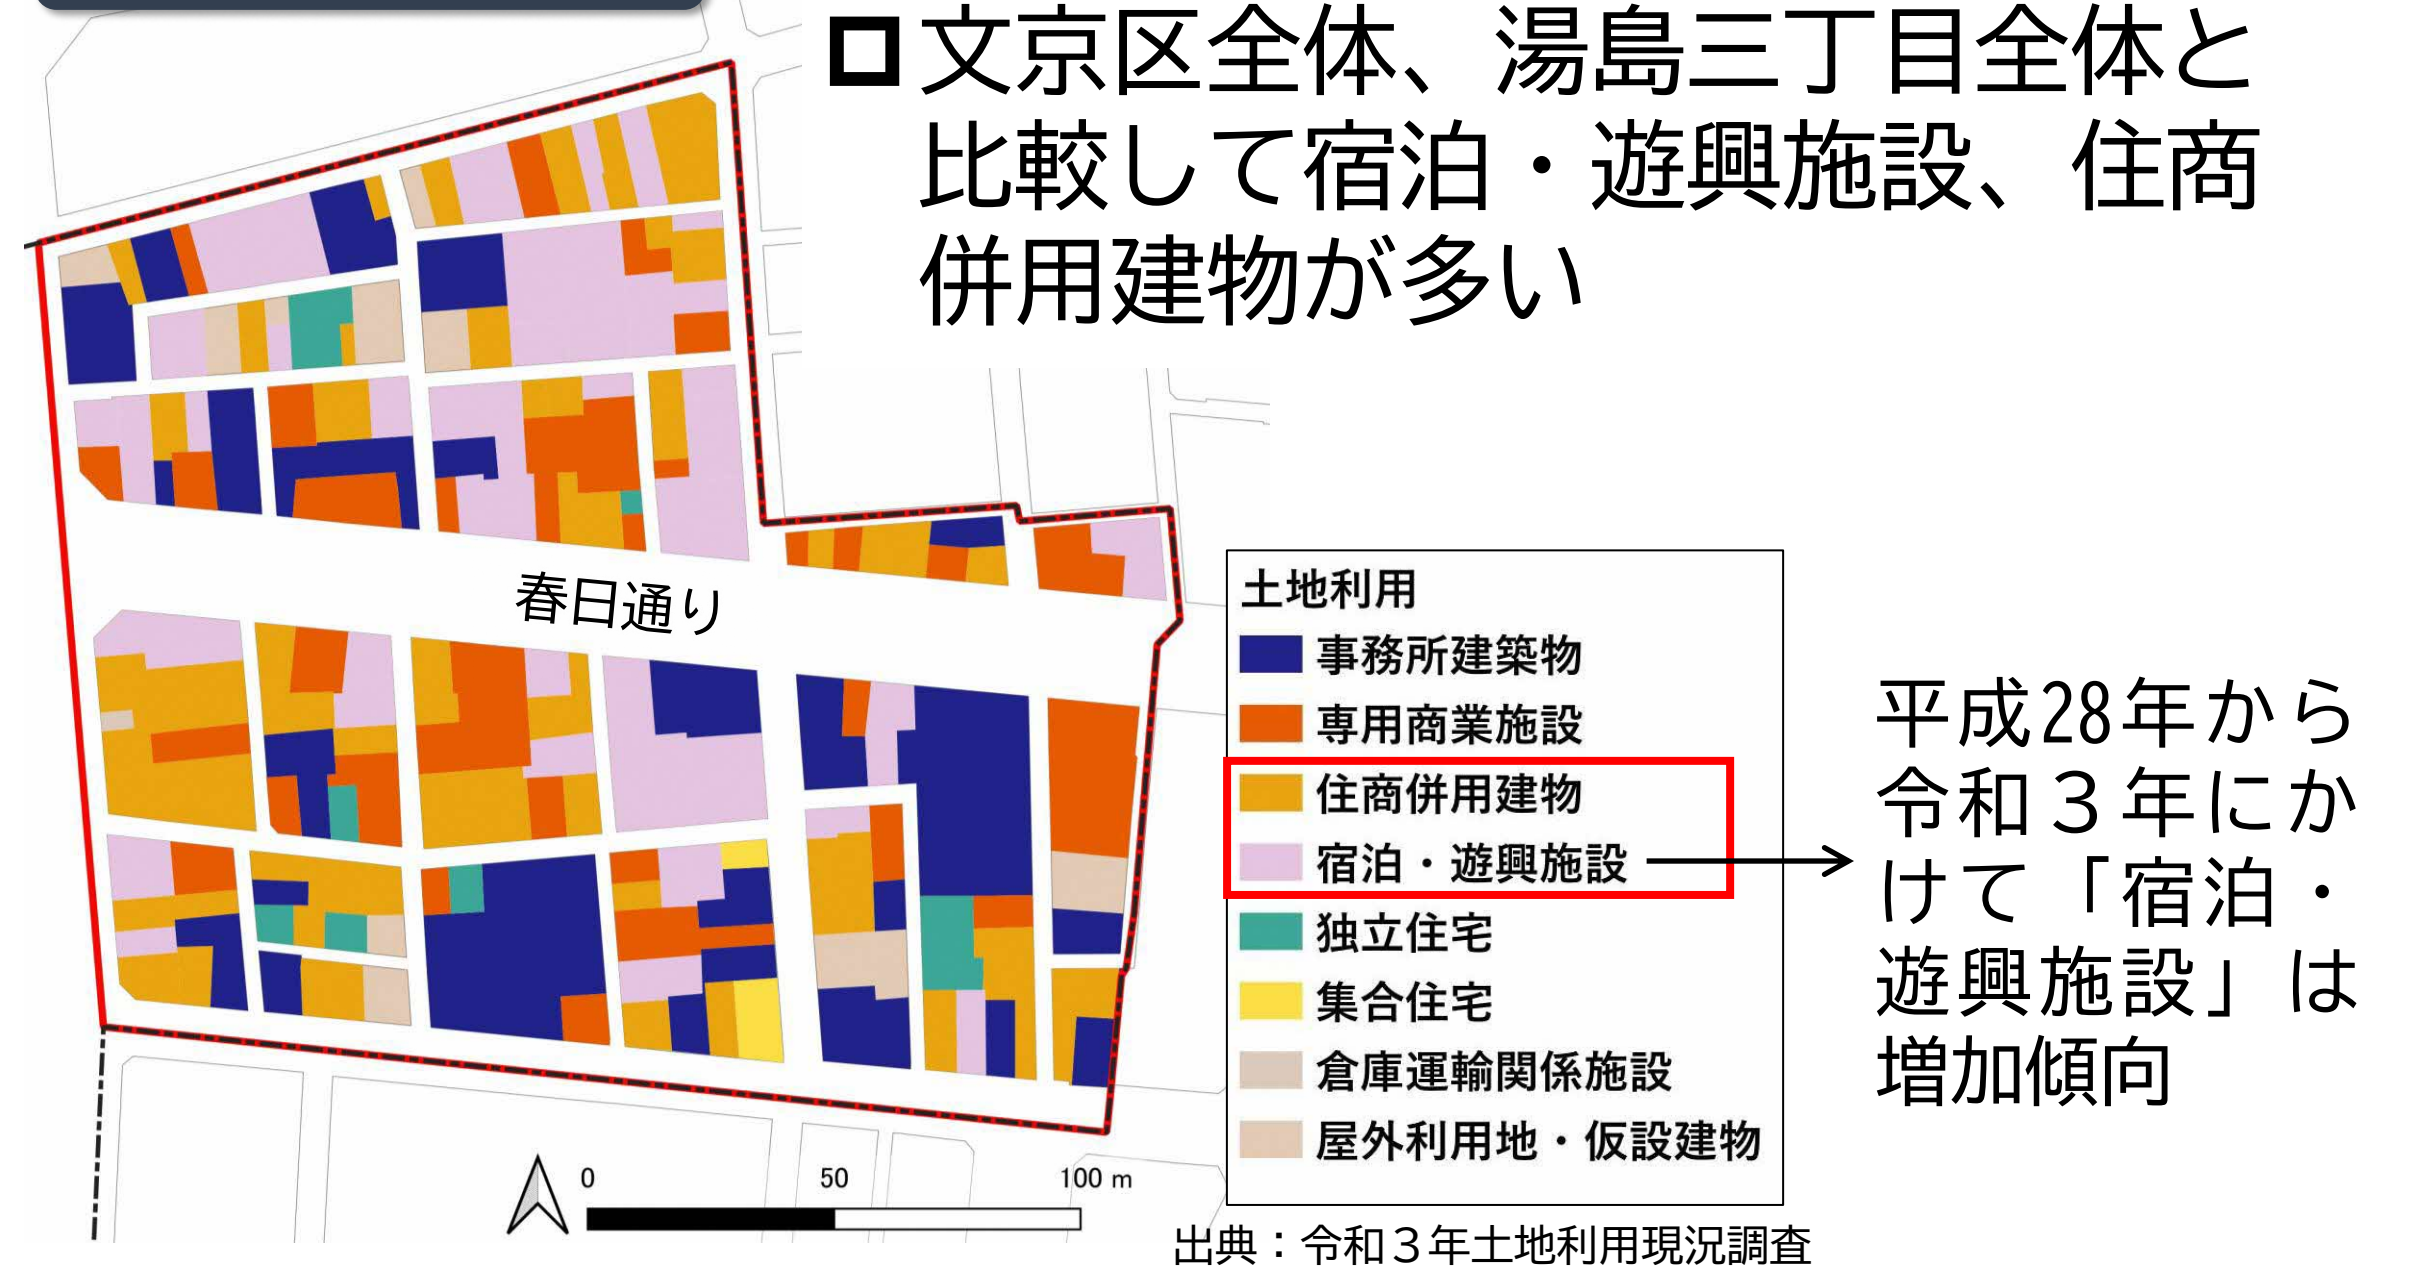 文京区全体、湯島三丁目全体と
比較して宿泊・遊興施設、住商
併用建物が多い
春日通り
土地利用
事務所建築物
専用商業施設
住商併用建物
宿泊・遊興施設
独立住宅
集合住宅
倉庫運輸関係施設
屋外利用地・仮設建物
平成28年から
令和３年にか
けて「宿泊・
遊興施設」は
増加傾向
0 50 100 m
出典：令和３年土地利用現況調査